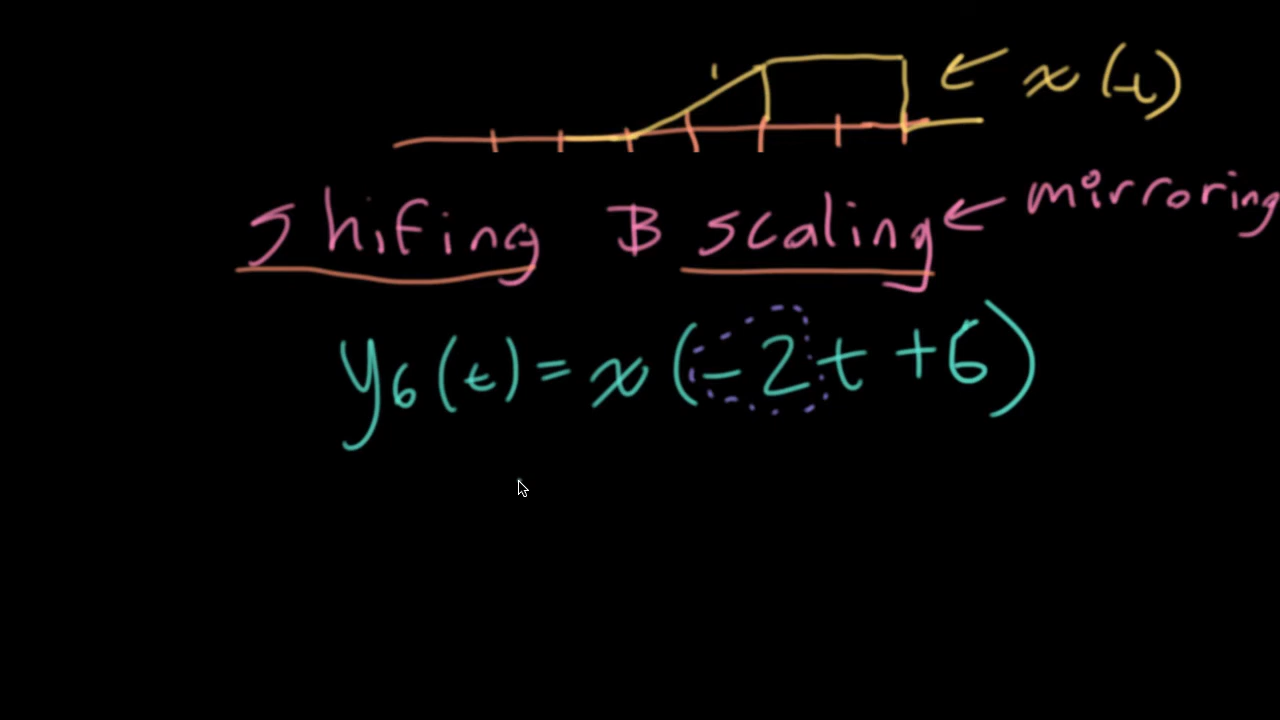 x(-t)
Shifing & scaling ← mirroring
y6(t) = x(-2t+6)